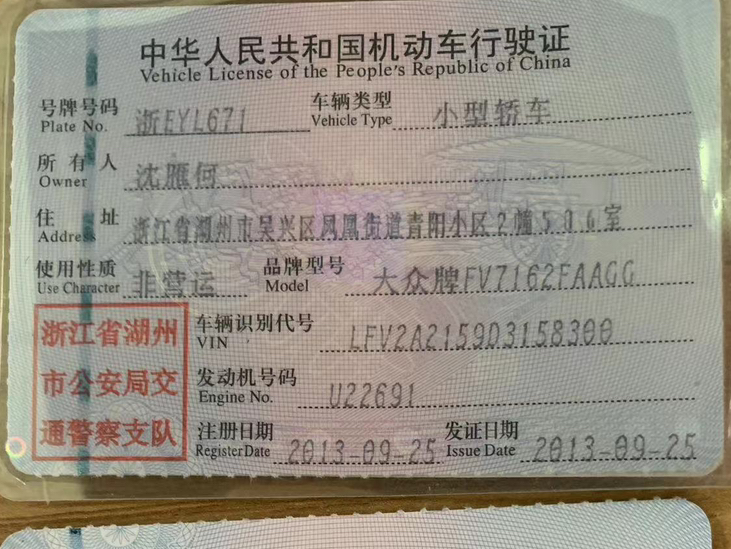 中华人民共和国机动车行驶证
Vehicle License of the People's Republic of China
号牌号码 浙EYL671 车辆类型 小型轿车
Plate No. Vehicle Type
所有人 沈雁何
Owner
住址 浙江省湖州市吴兴区凤凰街道青阳小区2幢506室
Address
使用性质 非营运 品牌型号 大众牌FV7162FAAGG
Use Character Model
浙江省湖州
市公安局交
通警察支队
车辆识别代号 LFV2A2159D3158300
VIN
发动机号码 U22691
Engine No.
注册日期 2013-09-25 发证日期 2013-09-25
Register Date Issue Date